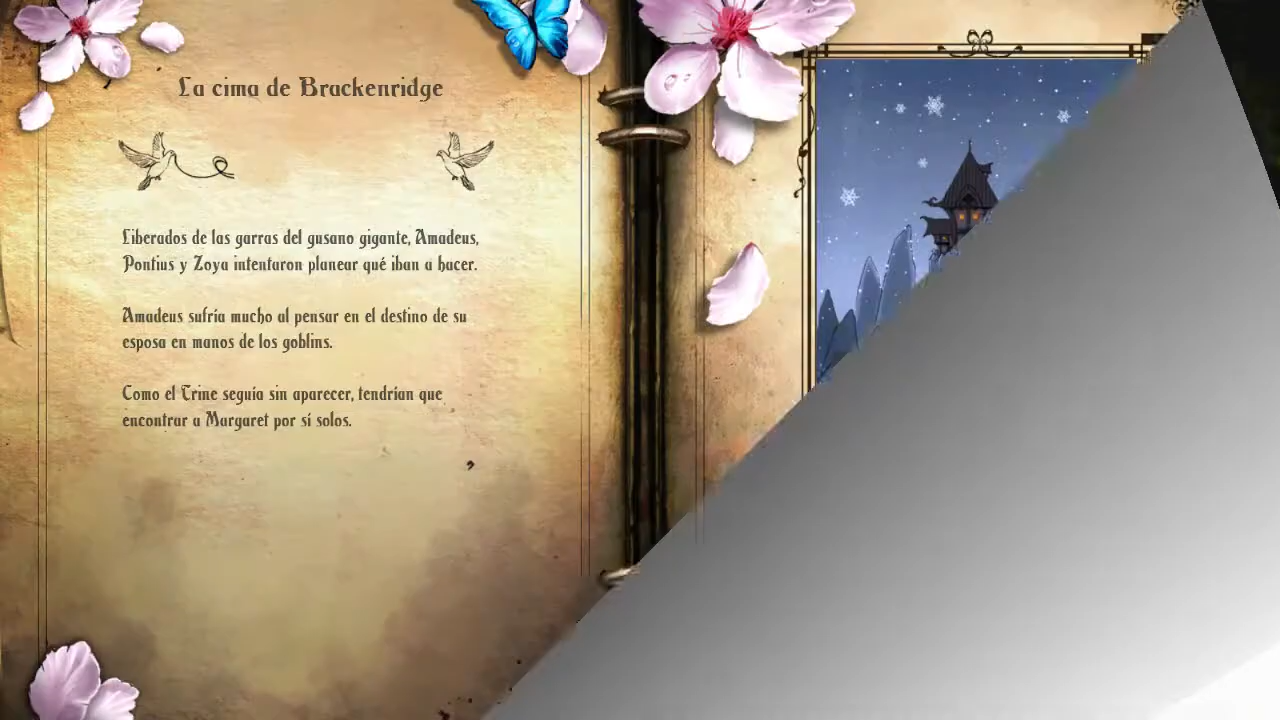 La cima de Brackenridge
Liberados de las garras del gusano gigante, Amadeus,
Pontius y Zoya intentaron planear qué iban a hacer.
Amadeus sufría mucho al pensar en el destino de su
esposa en manos de los goblins.
Como el Trine seguía sin aparecer, tendrían que
encontrar a Margaret por sí solos.